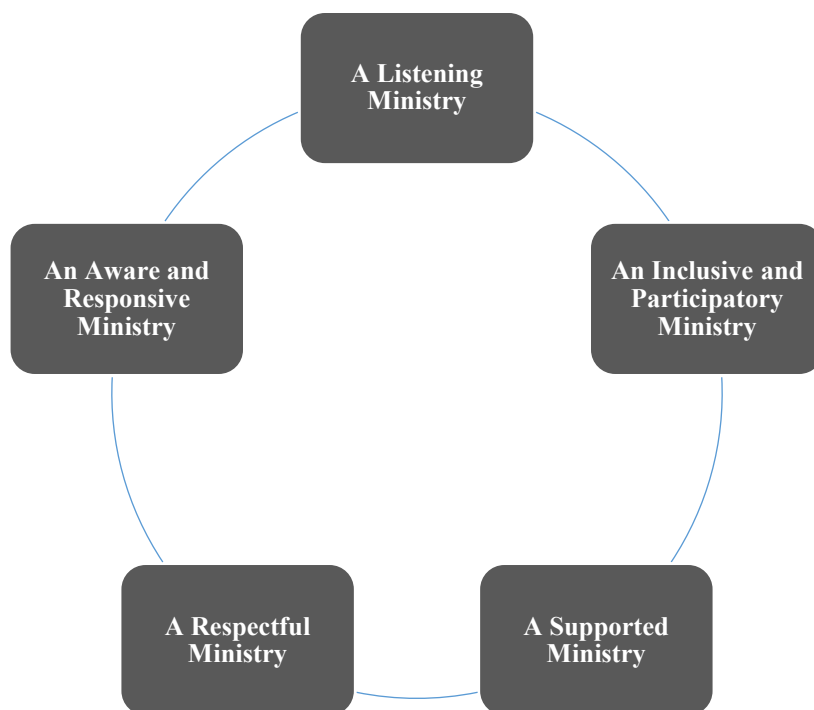 A Listening
Ministry
An Inclusive and
Participatory
Ministry
A Supported
Ministry
A Respectful
Ministry
An Aware and
Responsive
Ministry